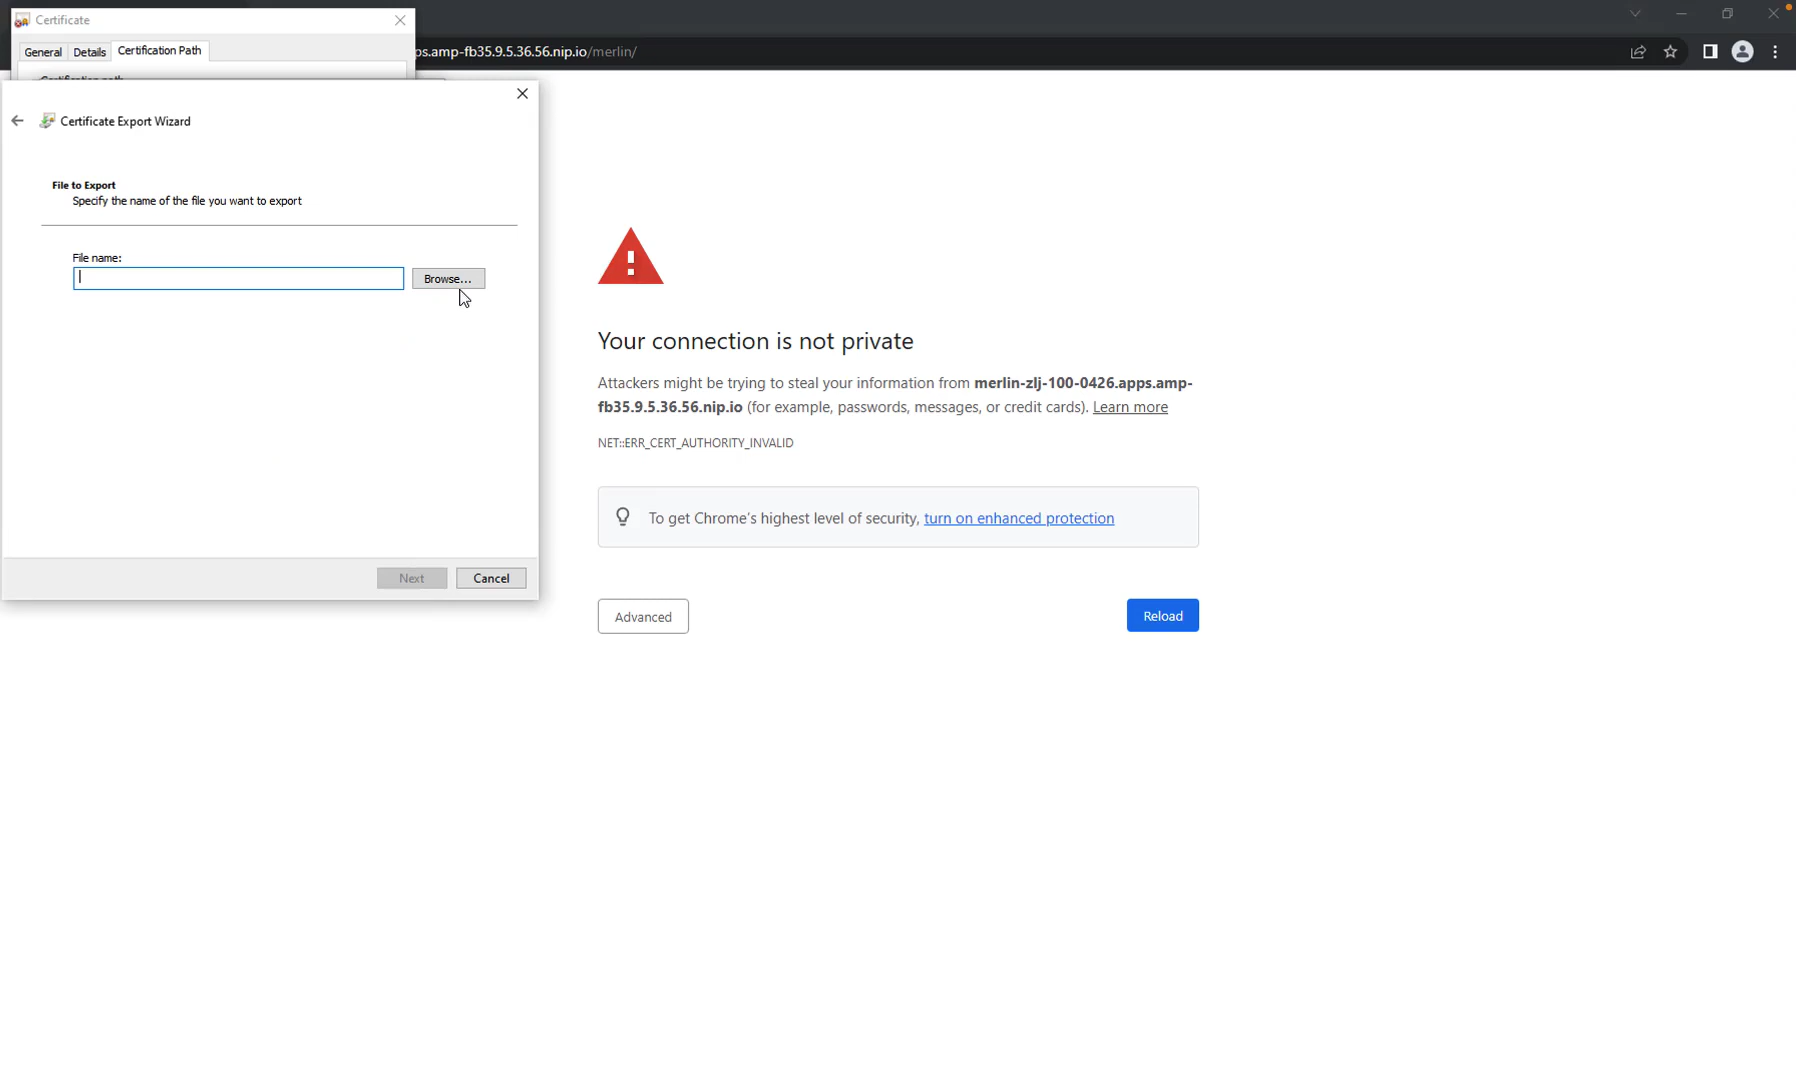 Certificate
General Details Certification Path
Certification path
ps.amp-fb35.9.5.36.56.nip.io/merlin/
Certificate Export Wizard
File to Export
Specify the name of the file you want to export
File name:
Browse...
Next Cancel
Your connection is not private
Attackers might be trying to steal your information from merlin-zlj-100-0426.apps.amp-
fb35.9.5.36.56.nip.io (for example, passwords, messages, or credit cards). Learn more
NET::ERR_CERT_AUTHORITY_INVALID
To get Chrome's highest level of security, turn on enhanced protection
Advanced
Reload